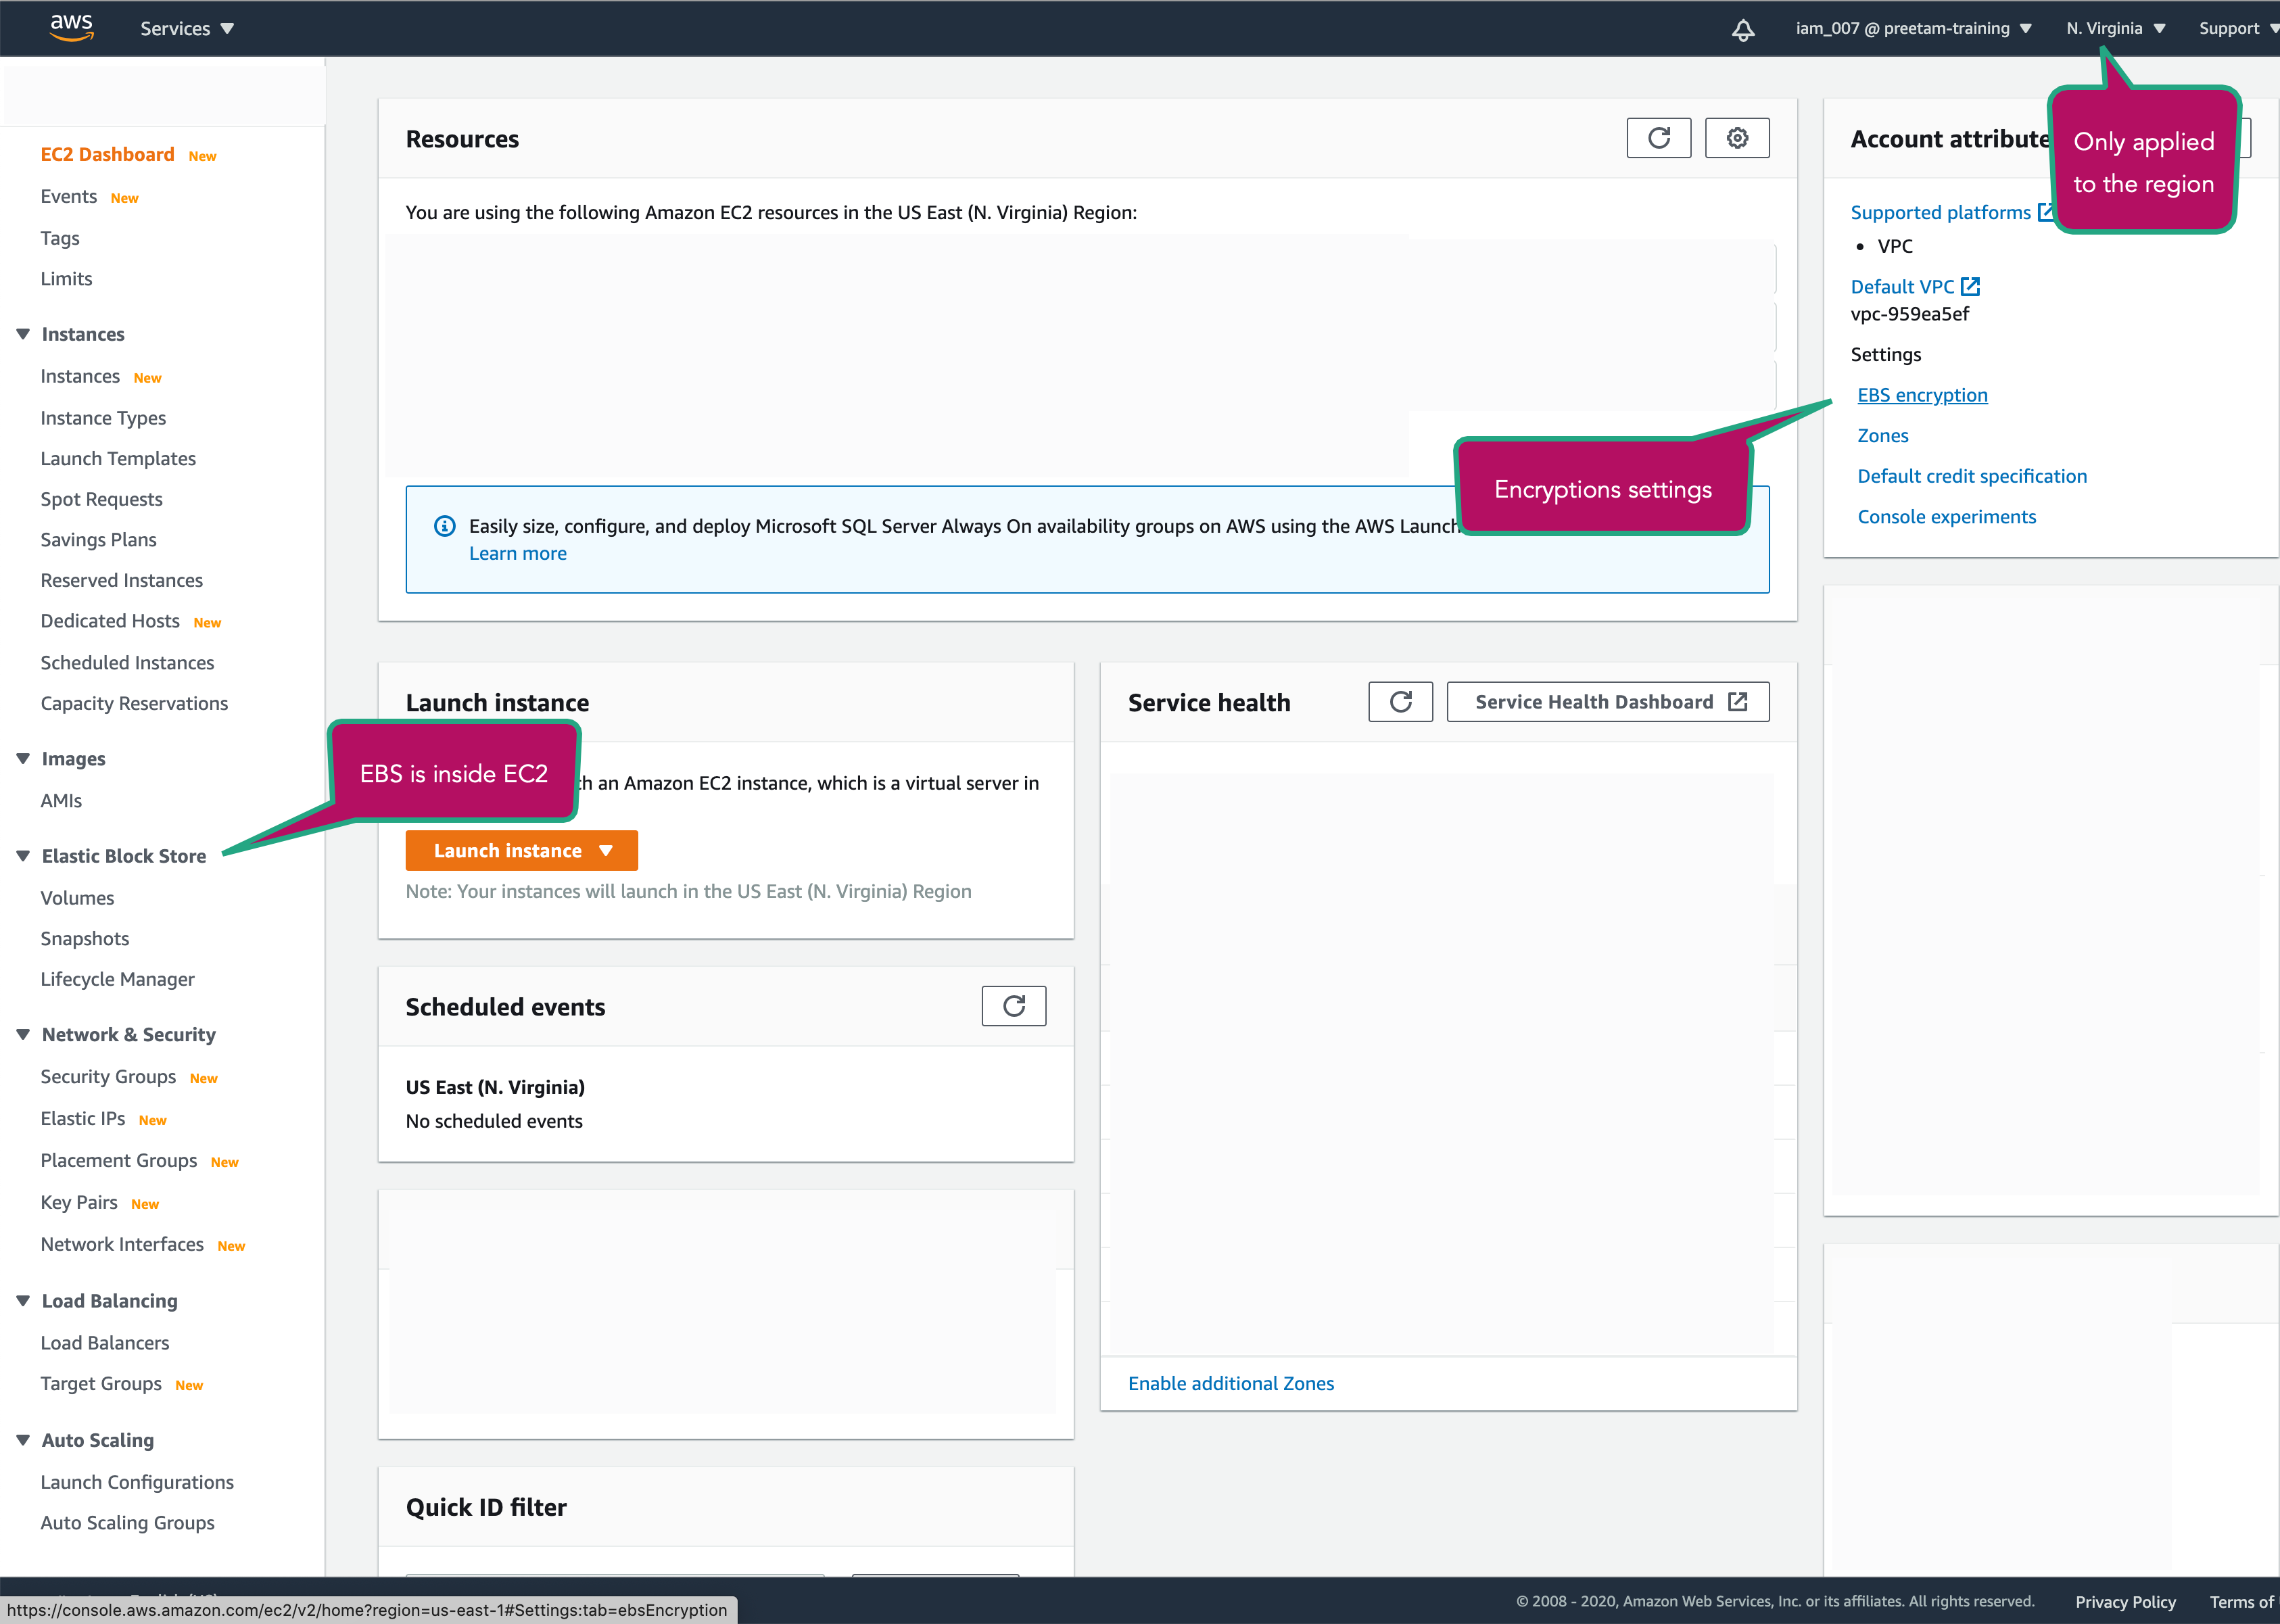 aws
Services
iam_007 @ preetam-training
N. Virginia
Support
EC2 Dashboard New
Events New
Tags
Limits
Instances
Instances New
Instance Types
Launch Templates
Spot Requests
Savings Plans
Reserved Instances
Dedicated Hosts New
Scheduled Instances
Capacity Reservations
Images
AMIs
Elastic Block Store
Volumes
Snapshots
Lifecycle Manager
Network & Security
Security Groups New
Elastic IPs New
Placement Groups New
Key Pairs New
Network Interfaces New
Load Balancing
Load Balancers
Target Groups New
Auto Scaling
Launch Configurations
Auto Scaling Groups
Resources
You are using the following Amazon EC2 resources in the US East (N. Virginia) Region:
Easily size, configure, and deploy Microsoft SQL Server Always On availability groups on AWS using the AWS Launch
Learn more
Encryptions settings
Launch instance
EBS is inside EC2
an Amazon EC2 instance, which is a virtual server in
Launch instance
Note: Your instances will launch in the US East (N. Virginia) Region
Scheduled events
US East (N. Virginia)
No scheduled events
Quick ID filter
Service health
Service Health Dashboard
Enable additional Zones
Account attribute
Only applied
to the region
Supported platforms
• VPC
Default VPC
vpc-959ea5ef
Settings
EBS encryption
Zones
Default credit specification
Console experiments
https://console.aws.amazon.com/ec2/v2/home?region=us-east-1#Settings:tab=ebsEncryption
© 2008 - 2020, Amazon Web Services, Inc. or its affiliates. All rights reserved.
Privacy Policy
Terms of